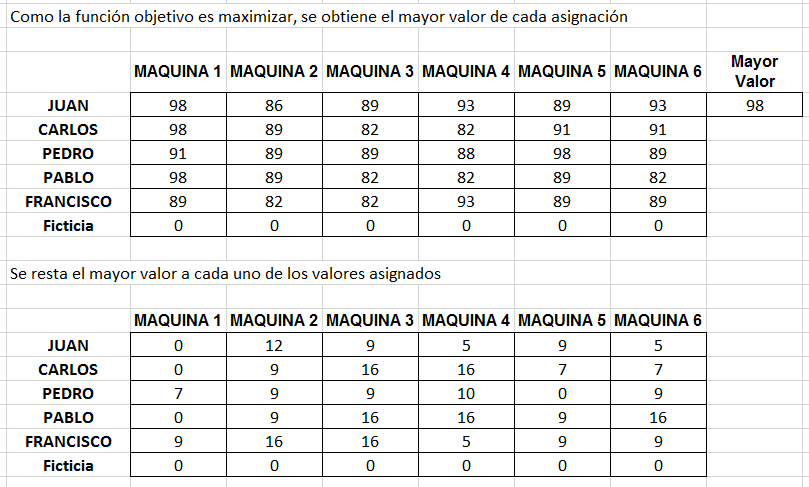 Como la función objetivo es maximizar, se obtiene el mayor valor de cada asignación
MAQUINA 1 MAQUINA 2 MAQUINA 3 MAQUINA 4 MAQUINA 5 MAQUINA 6 Mayor Valor
JUAN 98 86 89 93 89 93 98
CARLOS 98 89 82 82 91 91
PEDRO 91 89 89 88 98 89
PABLO 98 89 82 82 89 82
FRANCISCO 89 82 82 93 89 89
Ficticia 0 0 0 0 0 0
Se resta el mayor valor a cada uno de los valores asignados
MAQUINA 1 MAQUINA 2 MAQUINA 3 MAQUINA 4 MAQUINA 5 MAQUINA 6
JUAN 0 12 9 5 9 5
CARLOS 0 9 16 16 7 7
PEDRO 7 9 9 10 0 9
PABLO 0 9 16 16 9 16
FRANCISCO 9 16 16 5 9 9
Ficticia 0 0 0 0 0 0